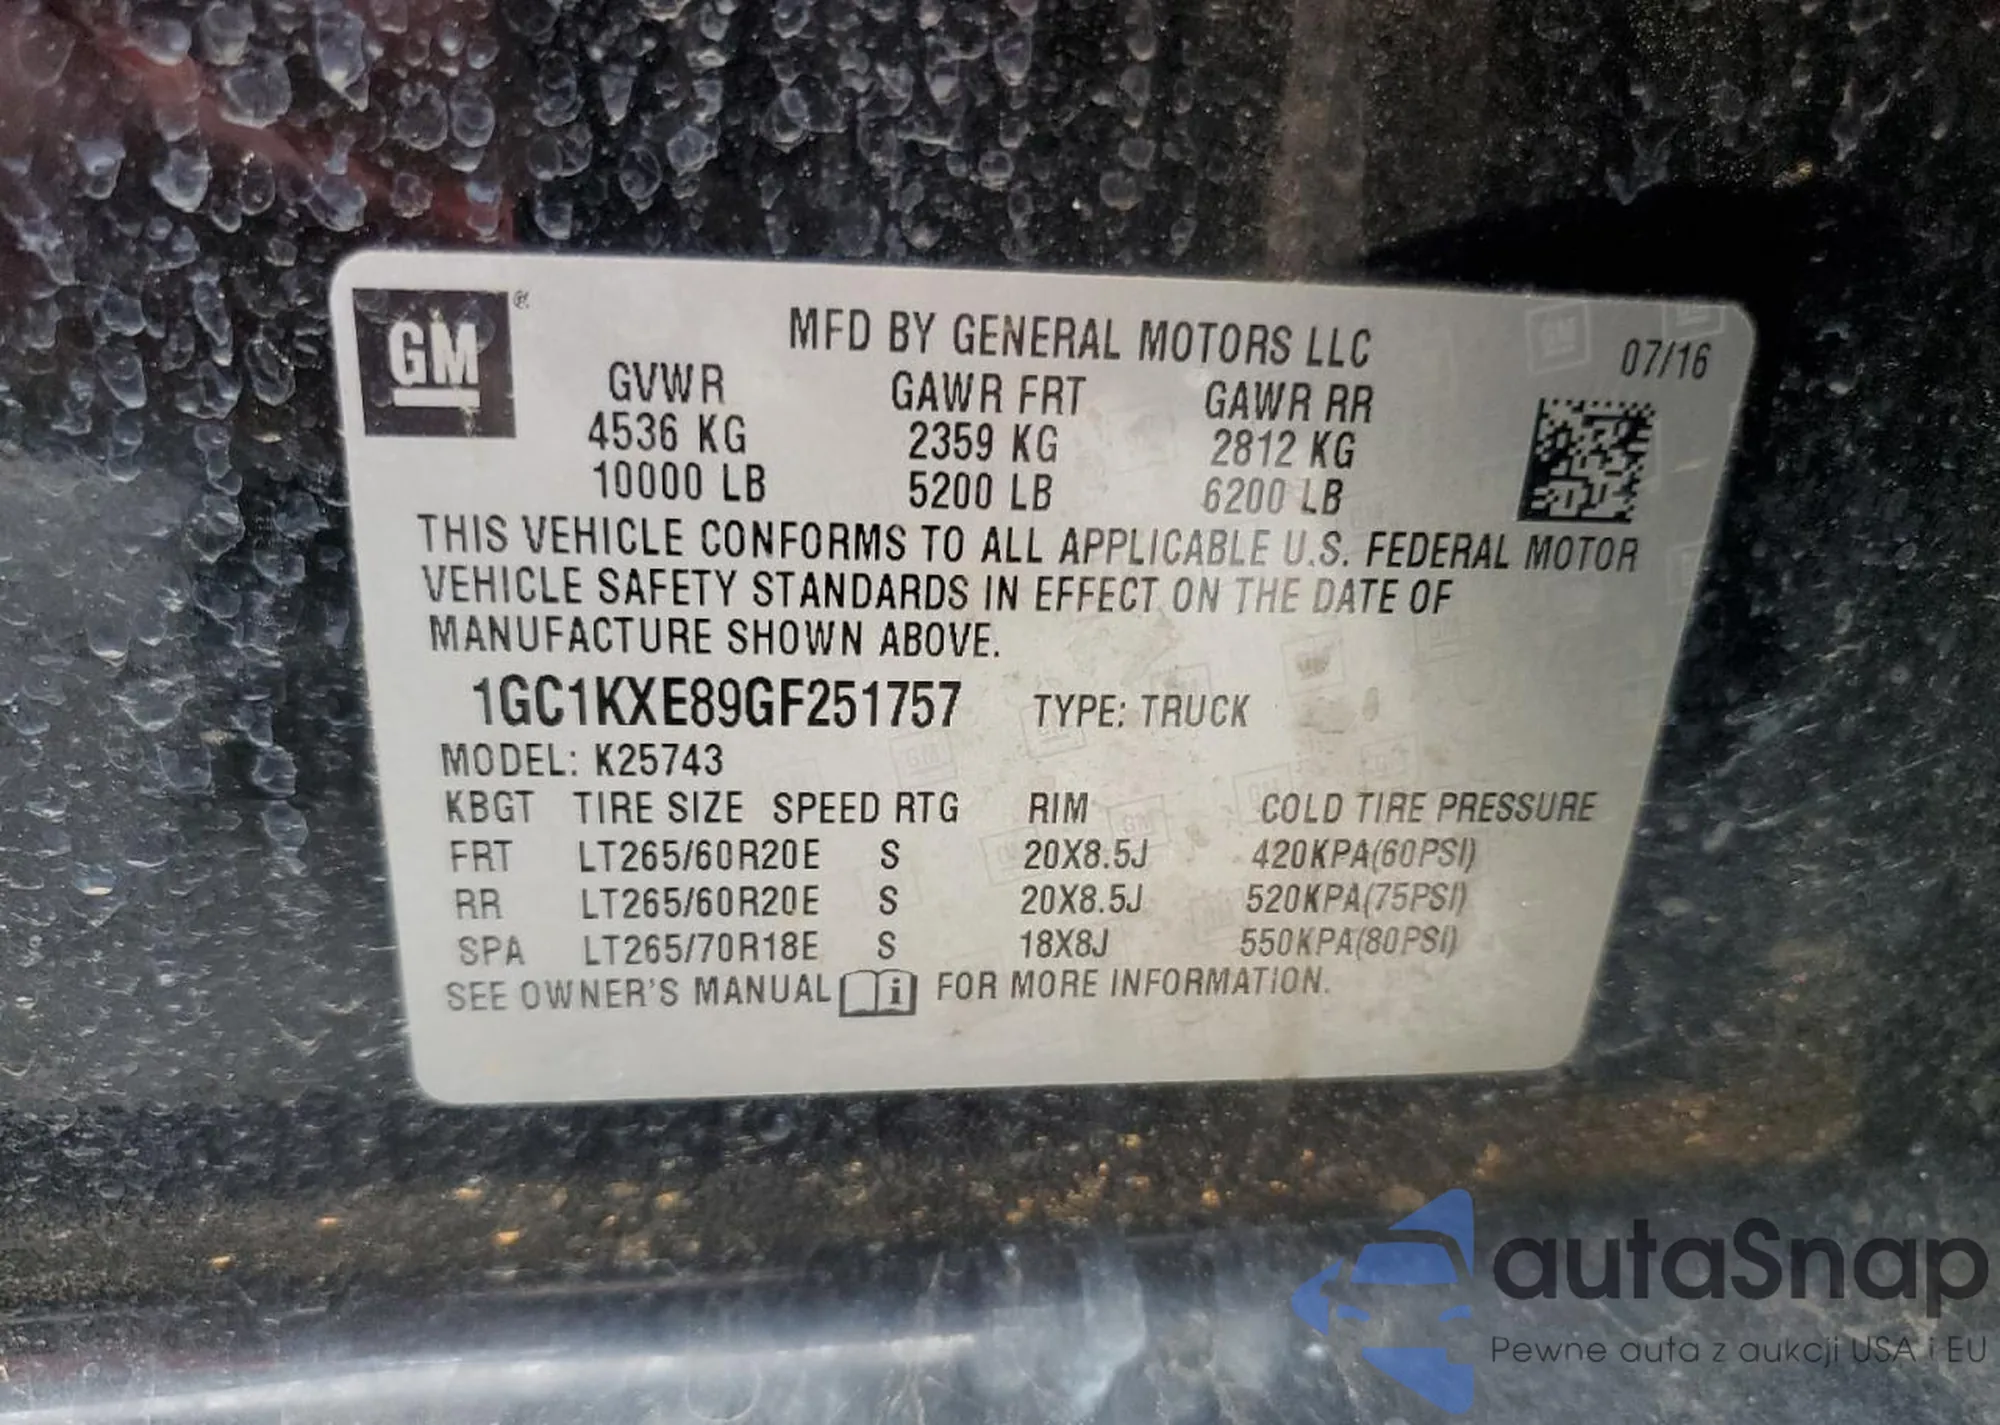 GM®
MFD BY GENERAL MOTORS LLC 07/16
GVWR GAWR FRT GAWR RR
4536 KG 2359 KG 2812 KG
10000 LB 5200 LB 6200 LB
THIS VEHICLE CONFORMS TO ALL APPLICABLE U.S. FEDERAL MOTOR
VEHICLE SAFETY STANDARDS IN EFFECT ON THE DATE OF
MANUFACTURE SHOWN ABOVE.
1GC1KXE89GF251757 TYPE: TRUCK
MODEL: K25743
KBGT TIRE SIZE SPEED RTG RIM COLD TIRE PRESSURE
FRT LT265/60R20E S 20X8.5J 420KPA(60PSI)
RR LT265/60R20E S 20X8.5J 520KPA(75PSI)
SPA LT265/70R18E S 18X8J 550KPA(80PSI)
SEE OWNER'S MANUAL i FOR MORE INFORMATION.
autaSnap
Pewne auta z aukcji USA i EU